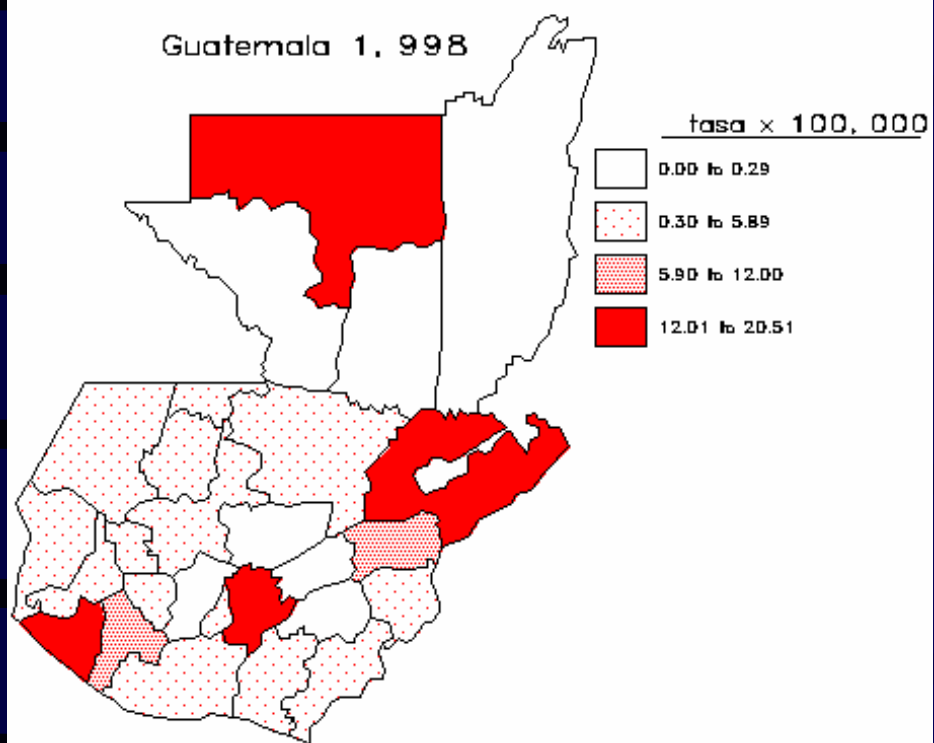 Guatemala 1, 998
tasa × 100, 000
0.00 to 0.29
0.30 to 5.89
5.90 to 12.00
12.01 to 20.51